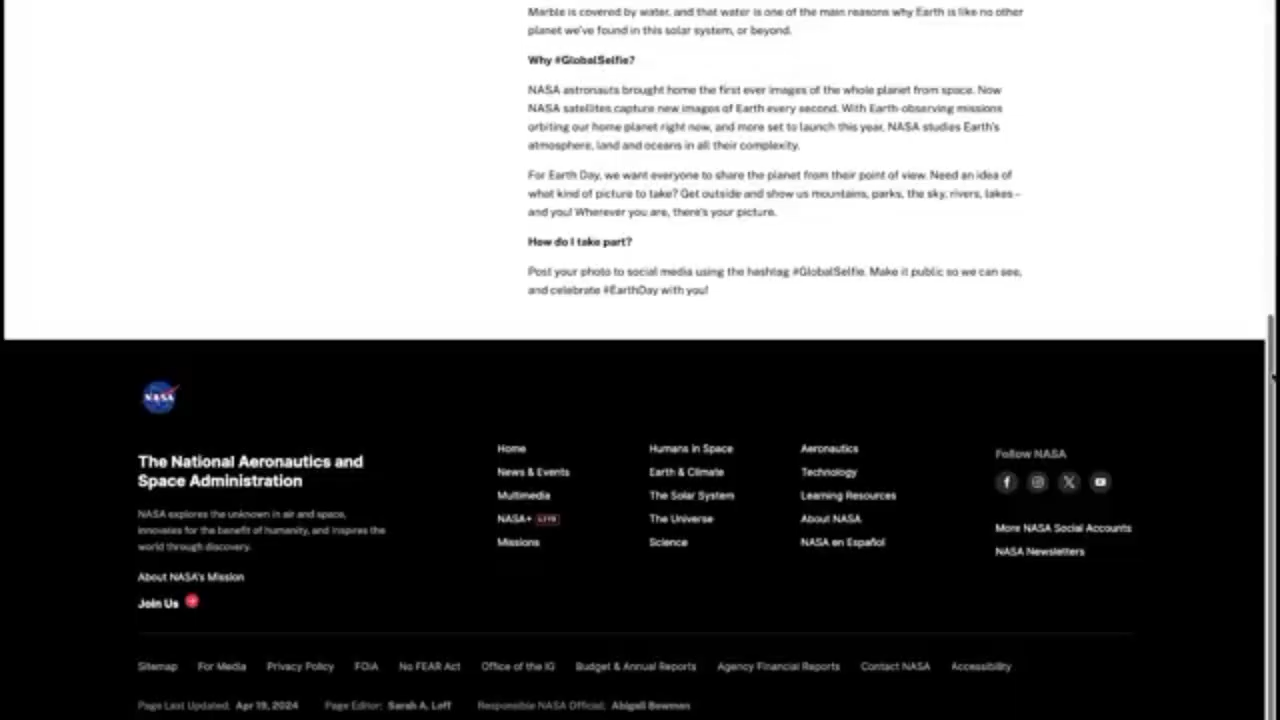 Marble is covered by water, and that water is one of the main reasons why Earth is like no other
planet we've found in this solar system, or beyond.
Why #GlobalSelfie?
NASA astronauts brought home the first ever images of the whole planet from space. Now
NASA satellites capture new images of Earth every second. With Earth-observing missions
orbiting our home planet right now, and more set to launch this year, NASA studies Earth's
atmosphere, land and oceans in all their complexity.
For Earth Day, we want everyone to share the planet from their point of view. Need an idea of
what kind of picture to take? Get outside and show us mountains, parks, the sky, rivers, lakes –
and you! Wherever you are, there's your picture.
How do I take part?
Post your photo to social media using the hashtag #GlobalSelfie. Make it public so we can see,
and celebrate #EarthDay with you!
NASA
The National Aeronautics and
Space Administration
NASA explores the unknown in air and space,
innovates for the benefit of humanity, and inspires the
world through discovery.
About NASA's Mission
Join Us
Home
News & Events
Multimedia
NASA+ LIVE
Missions
Humans in Space
Earth & Climate
The Solar System
The Universe
Science
Aeronautics
Technology
Learning Resources
About NASA
NASA en Español
Follow NASA
More NASA Social Accounts
NASA Newsletters
Sitemap For Media Privacy Policy FOIA No FEAR Act Office of the IG Budget & Annual Reports Agency Financial Reports Contact NASA Accessibility
Page Last Updated: Apr 19, 2024 Page Editor: Sarah A. Loff Responsible NASA Official: Abigail Bowman